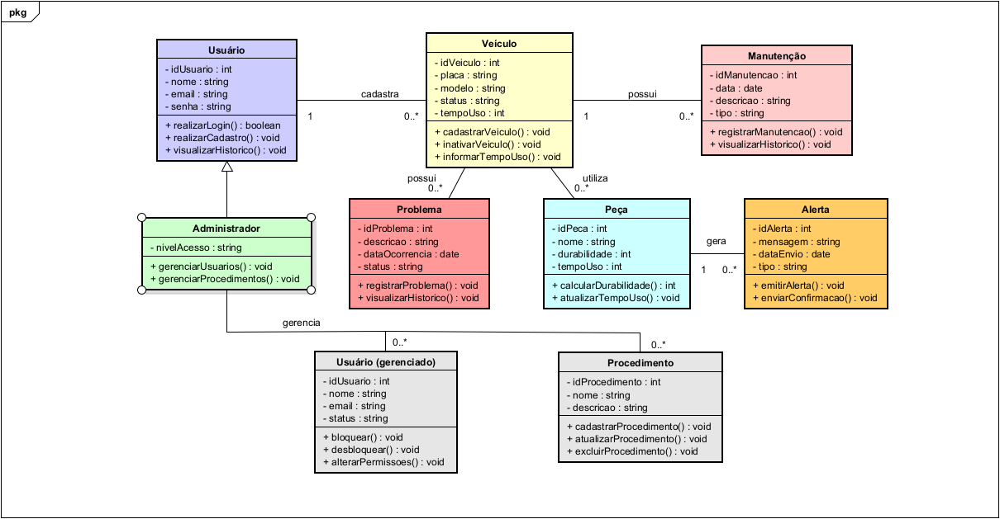 pkg
Usuário
- idUsuario : int
- nome : string
- email : string
- senha : string
+ realizarLogin() : boolean
+ realizarCadastro() : void
+ visualizarHistorico() : void
cadastra
1
0..*
Veículo
- idVeiculo : int
- placa : string
- modelo : string
- status : string
- tempoUso : int
+ cadastrarVeiculo() : void
+ inativarVeiculo() : void
+ informarTempoUso() : void
possui
1
0..*
Manutenção
- idManutencao : int
- data : date
- descricao : string
- tipo : string
+ registrarManutencao() : void
+ visualizarHistorico() : void
possui
0..*
utiliza
0..*
Administrador
- nivelAcesso : string
+ gerenciarUsuarios() : void
+ gerenciarProcedimentos() : void
Problema
- idProblema : int
- descricao : string
- dataOcorrencia : date
- status : string
+ registrarProblema() : void
+ visualizarHistorico() : void
Peça
- idPeca : int
- nome : string
- durabilidade : int
- tempoUso : int
+ calcularDurabilidade() : int
+ atualizarTempoUso() : void
gera
1
0..*
Alerta
- idAlerta : int
- mensagem : string
- dataEnvio : date
- tipo : string
+ emitirAlerta() : void
+ enviarConfirmacao() : void
gerencia
0..*
0..*
Usuário (gerenciado)
- idUsuario : int
- nome : string
- email : string
- status : string
+ bloquear() : void
+ desbloquear() : void
+ alterarPermissoes() : void
Procedimento
- idProcedimento : int
- nome : string
- descricao : string
+ cadastrarProcedimento() : void
+ atualizarProcedimento() : void
+ excluirProcedimento() : void